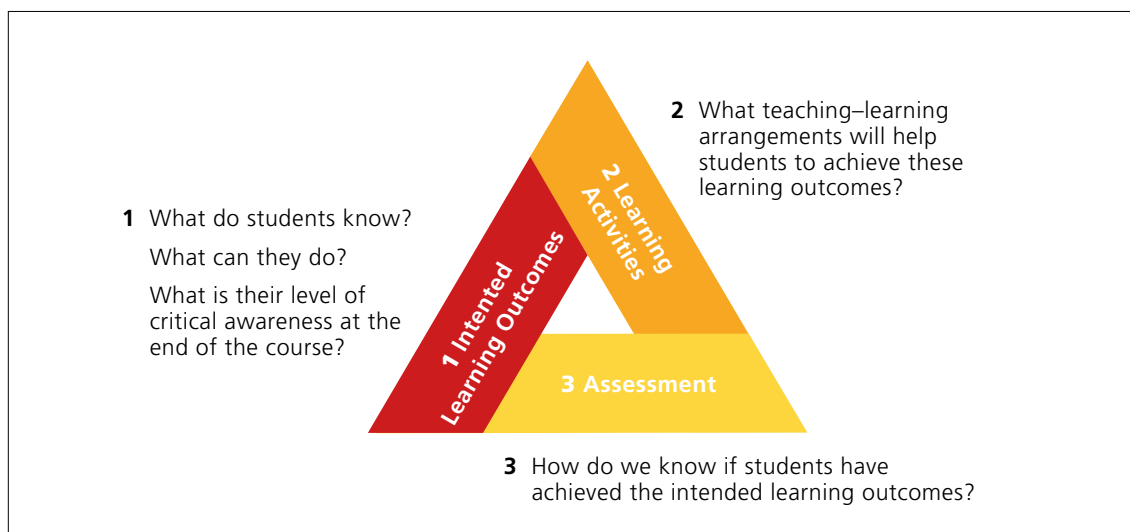 1 What do students know?
What can they do?
What is their level of
critical awareness at the
end of the course?
1 Intented
Learning Outcomes
2 Learning
Activities
2 What teaching–learning
arrangements will help
students to achieve these
learning outcomes?
3 Assessment
3 How do we know if students have
achieved the intended learning outcomes?